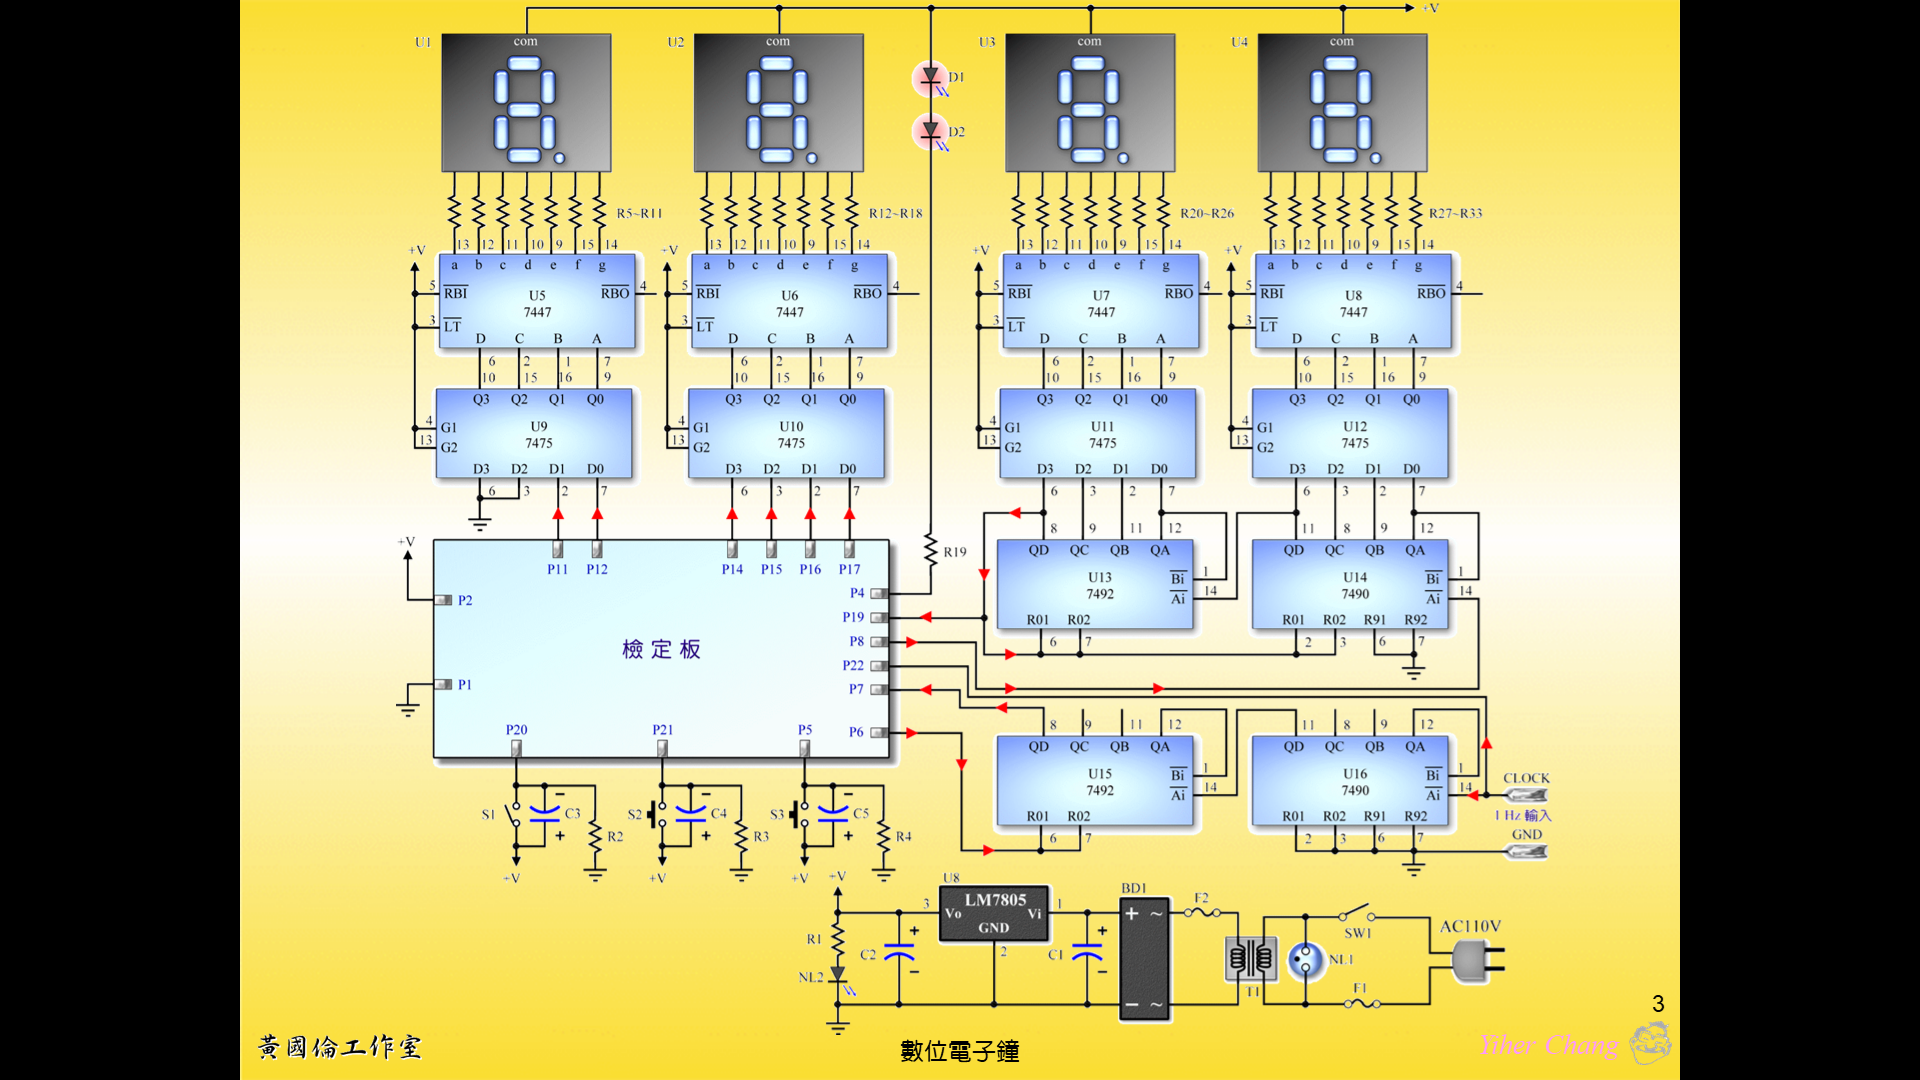 +V
U1 com U2 com U3 com U4 com
D1
D2
R5~R11 R12~R18 R20~R26 R27~R33
+V 13 12 11 10 9 15 14 +V 13 12 11 10 9 15 14 +V 13 12 11 10 9 15 14 +V 13 12 11 10 9 15 14
a b c d e f g a b c d e f g a b c d e f g a b c d e f g
5 RBI U5 RBO 4 5 RBI U6 RBO 4 5 RBI U7 RBO 4 5 RBI U8 RBO 4
7447 7447 7447 7447
3 LT 3 LT 3 LT 3 LT
D C B A D C B A D C B A D C B A
6 2 1 7 6 2 1 7 6 2 1 7 6 2 1 7
10 15 16 9 10 15 16 9 10 15 16 9 10 15 16 9
Q3 Q2 Q1 Q0 Q3 Q2 Q1 Q0 Q3 Q2 Q1 Q0 Q3 Q2 Q1 Q0
4 G1 U9 4 G1 U10 4 G1 U11 4 G1 U12
13 G2 7475 13 G2 7475 13 G2 7475 13 G2 7475
D3 D2 D1 D0 D3 D2 D1 D0 D3 D2 D1 D0 D3 D2 D1 D0
6 3 2 7 6 3 2 7 6 3 2 7 6 3 2 7
8 9 11 12 11 8 9 12
+V R19 QD QC QB QA QD QC QB QA
P11 P12 P14 P15 P16 P17
U13 Bi 1 U14 Bi 1
P2 P4 7492 Ai 14 7490 Ai 14
P19 R01 R02 R01 R02 R91 R92
檢定板 P8 6 7 2 3 6 7
P22
P1 P7
P20 P21 P5 P6 8 9 11 12 11 8 9 12
QD QC QB QA QD QC QB QA
U15 Bi 1 U16 Bi 1 CLOCK
7492 Ai 14 7490 Ai 14
S1 C3 S2 C4 S3 C5 R01 R02 R01 R02 R91 R92 1 Hz 輸入
R2 R3 R4 6 7 2 3 6 7 GND
+V +V +V +V U8 BD1 F2
3 Vo LM7805 Vi 1 + ~
GND SW1 AC110V
R1 C2 + 2 C1 + NL1
NL2 T1 F1
− ~
3
黃國倫工作室 數位電子鐘 Yiher Chang